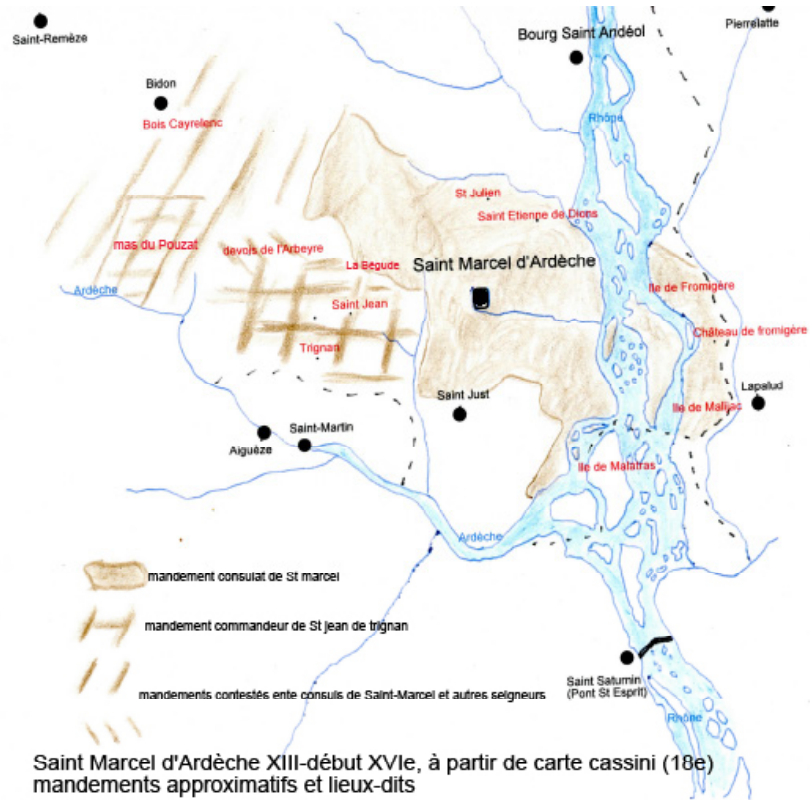 Saint-Remèze
Pierrelatte
Bourg Saint Andéol
Bidon
Bois Cayrelenc
Rhône
St Julien
Saint Etienne de Dions
mas du Pouzat
devois de l'Arbeyre
La Bégude
Saint Marcel d'Ardèche
Ardèche
Ile de Fromigère
Saint Jean
Château de fromigère
Trignan
Lapalud
Saint Just
Ile de Malijac
Saint-Martin
Aiguèze
Ile de Malatras
Ardèche
mandement consulat de St marcel
mandement commandeur de St jean de trignan
Saint Saturnin
(Pont St Esprit)
mandements contestés ente consuls de Saint-Marcel et autres seigneurs
Rhône
Saint Marcel d'Ardèche XIII-début XVIe, à partir de carte cassini (18e)
mandements approximatifs et lieux-dits